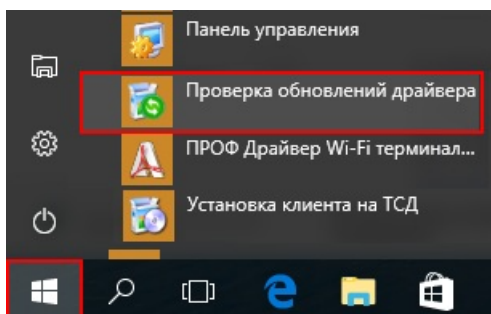 Панель управления
Проверка обновлений драйвера
ПРОФ Драйвер Wi-Fi терминал...
Установка клиента на ТСД